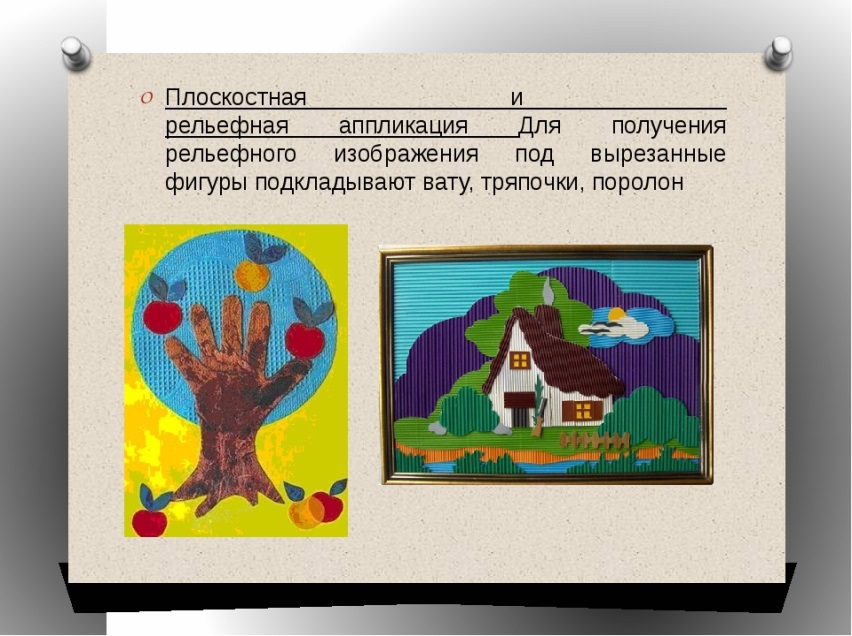 Плоскостная и
рельефная аппликация Для получения
рельефного изображения под вырезанные
фигуры подкладывают вату, тряпочки, поролон